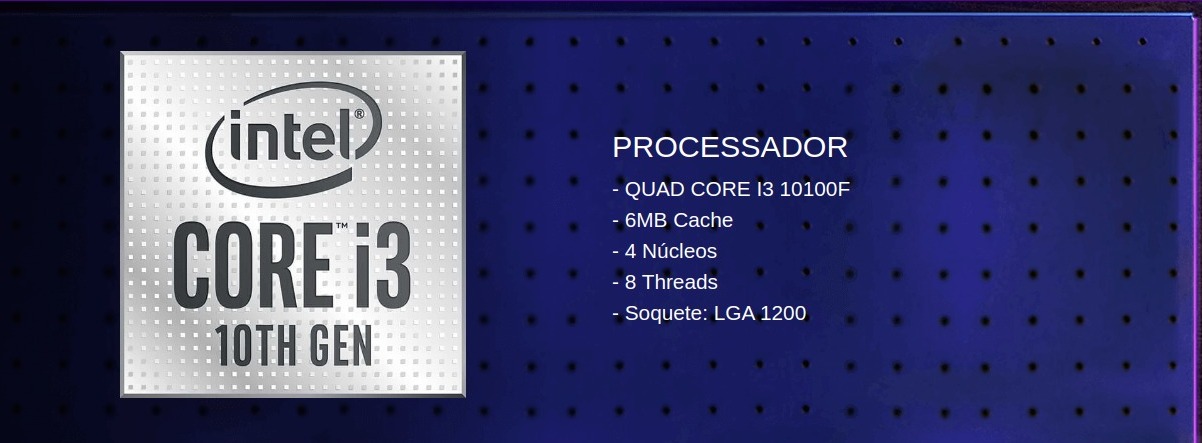 intel®
CORE™ i3
10TH GEN
PROCESSADOR
- QUAD CORE I3 10100F
- 6MB Cache
- 4 Núcleos
- 8 Threads
- Soquete: LGA 1200